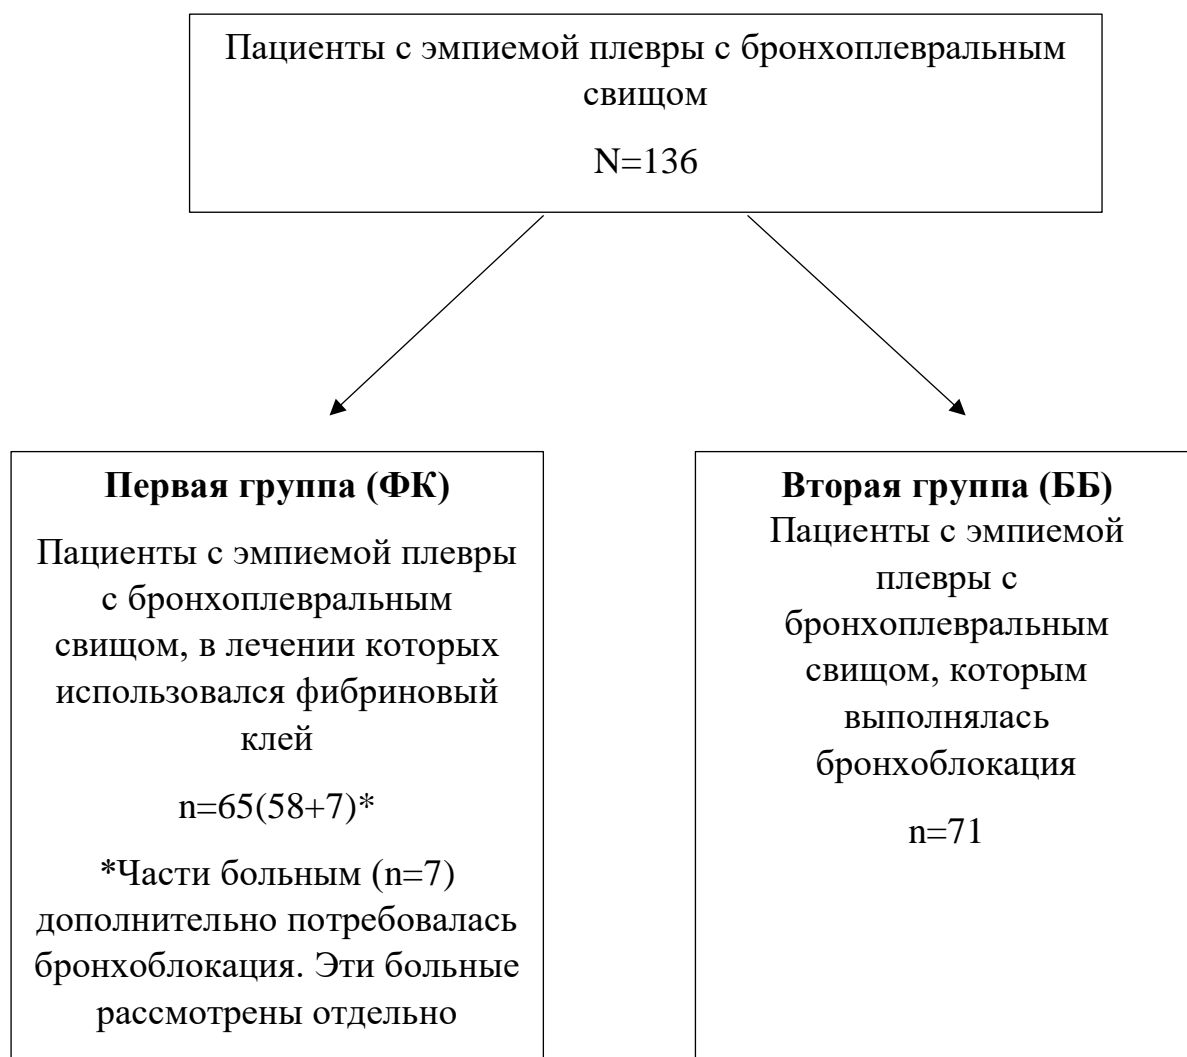 Пациенты с эмпиемой плевры с бронхоплевральным
свищом
N=136
Первая группа (ФК)
Пациенты с эмпиемой плевры
с бронхоплевральным
свищом, в лечении которых
использовался фибриновый
клей
n=65(58+7)*
*Части больным (n=7)
дополнительно потребовалась
бронхоблокация. Эти больные
рассмотрены отдельно
Вторая группа (ББ)
Пациенты с эмпиемой
плевры с
бронхоплевральным
свищом, которым
выполнялась
бронхоблокация
n=71